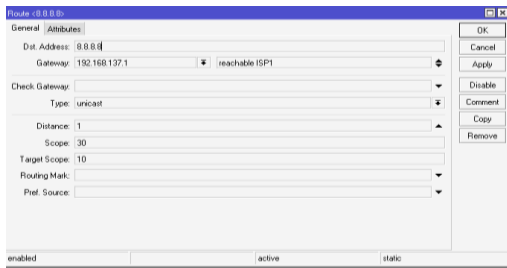 Route <8.8.8.8>
General Attributes
Dst. Address: 8.8.8.8
Gateway: 192.168.137.1 reachable ISP1
Check Gateway:
Type: unicast
Distance: 1
Scope: 30
Target Scope: 10
Routing Mark:
Pref. Source:
OK
Cancel
Apply
Disable
Comment
Copy
Remove
enabled active static